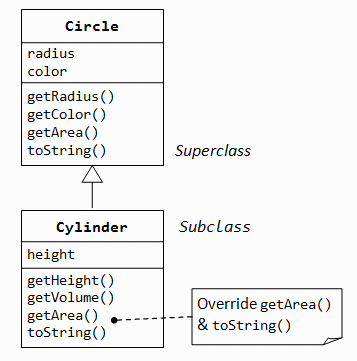 Circle
radius
color
getRadius()
getColor()
getArea()
toString()
Superclass
Cylinder
Subclass
height
getHeight()
getVolume()
getArea()
toString()
Override getArea()
& toString()